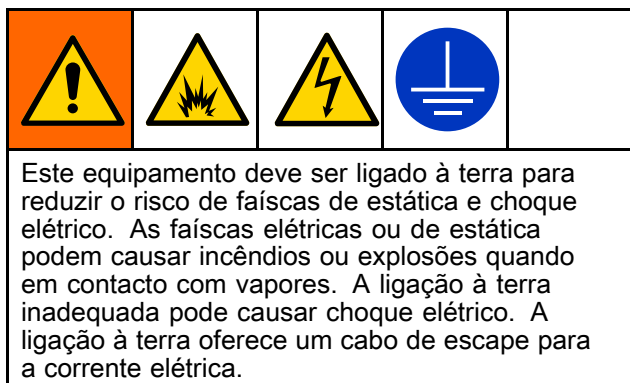 Este equipamento deve ser ligado à terra para
reduzir o risco de faíscas de estática e choque
elétrico. As faíscas elétricas ou de estática
podem causar incêndios ou explosões quando
em contacto com vapores. A ligação à terra
inadequada pode causar choque elétrico. A
ligação à terra oferece um cabo de escape para
a corrente elétrica.